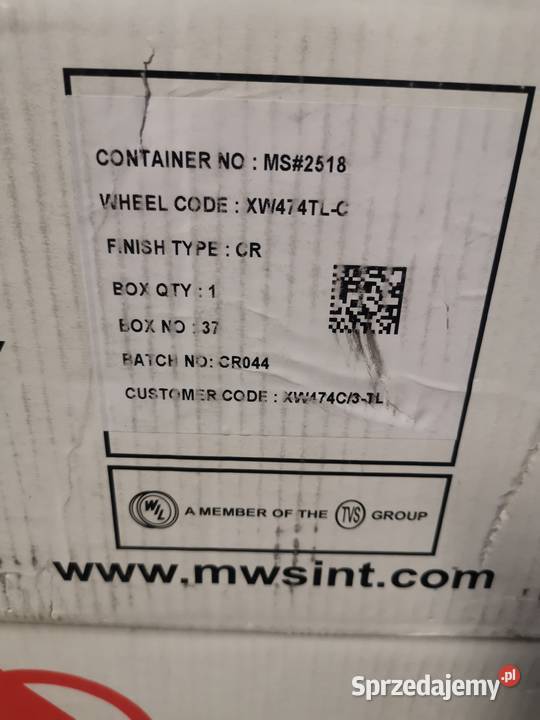 CONTAINER NO : MS#2518
WHEEL CODE : XW474TL-C
FINISH TYPE : CR
BOX QTY : 1
BOX NO : 37
BATCH NO: CR044
CUSTOMER CODE : XW474C/3-TL
WIL A MEMBER OF THE TVS GROUP
www.mwsint.com
Sprzedajemy.pl